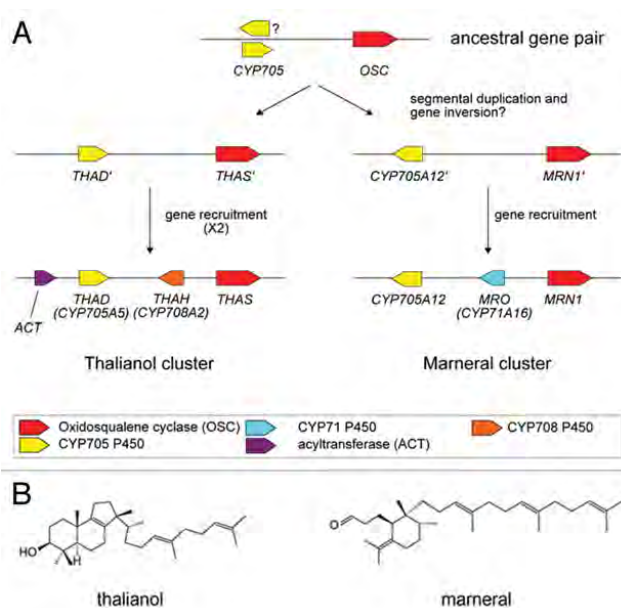 A
?
ancestral gene pair
CYP705 OSC
segmental duplication and
gene inversion?
THAD' THAS' CYP705A12' MRN1'
gene recruitment
(X2)
gene recruitment
THAD THAH THAS CYP705A12 MRO MRN1
(CYP705A5) (CYP708A2) (CYP71A16)
ACT
Thalianol cluster Marneral cluster
Oxidosqualene cyclase (OSC) CYP71 P450 CYP708 P450
CYP705 P450 acyltransferase (ACT)
B
HO
H
O
thalianol marneral